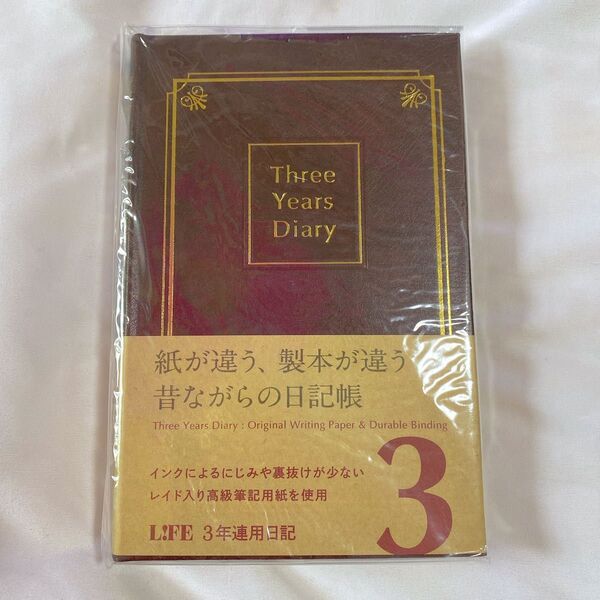 Three
Years
Diary
紙が違う、製本が違う
昔ながらの日記帳
Three Years Diary : Original Writing Paper & Durable Binding
インクによるにじみや裏抜けが少ない
レイド入り高級筆記用紙を使用
L!FE 3年連用日記
3